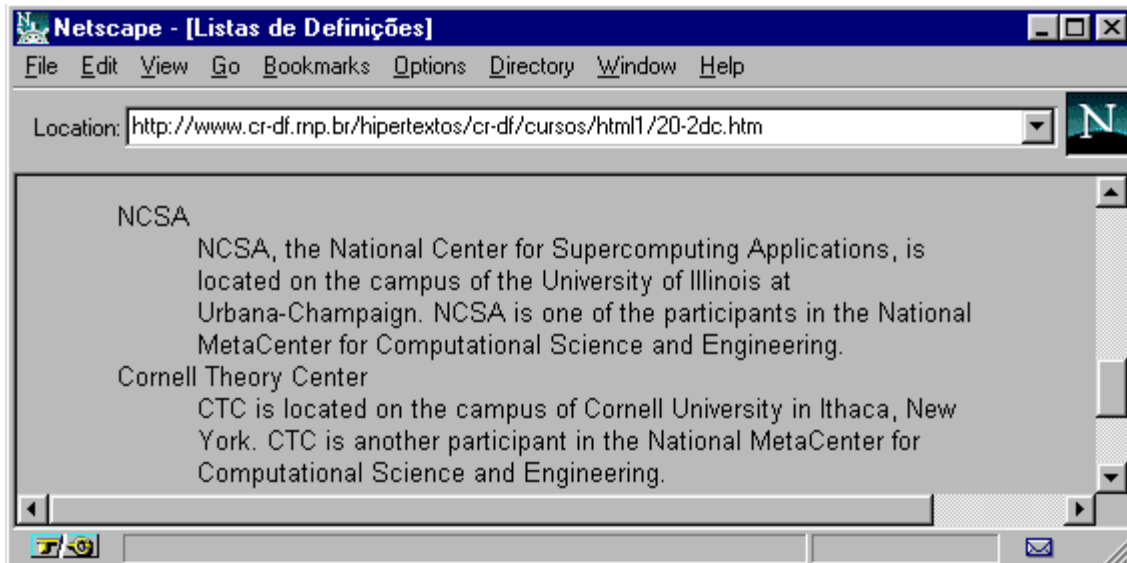 Netscape - [Listas de Definições]
File Edit View Go Bookmarks Options Directory Window Help
Location: http://www.cr-df.rnp.br/hipertextos/cr-df/cursos/html1/20-2dc.htm
N
NCSA
NCSA, the National Center for Supercomputing Applications, is
located on the campus of the University of Illinois at
Urbana-Champaign. NCSA is one of the participants in the National
MetaCenter for Computational Science and Engineering.
Cornell Theory Center
CTC is located on the campus of Cornell University in Ithaca, New
York. CTC is another participant in the National MetaCenter for
Computational Science and Engineering.